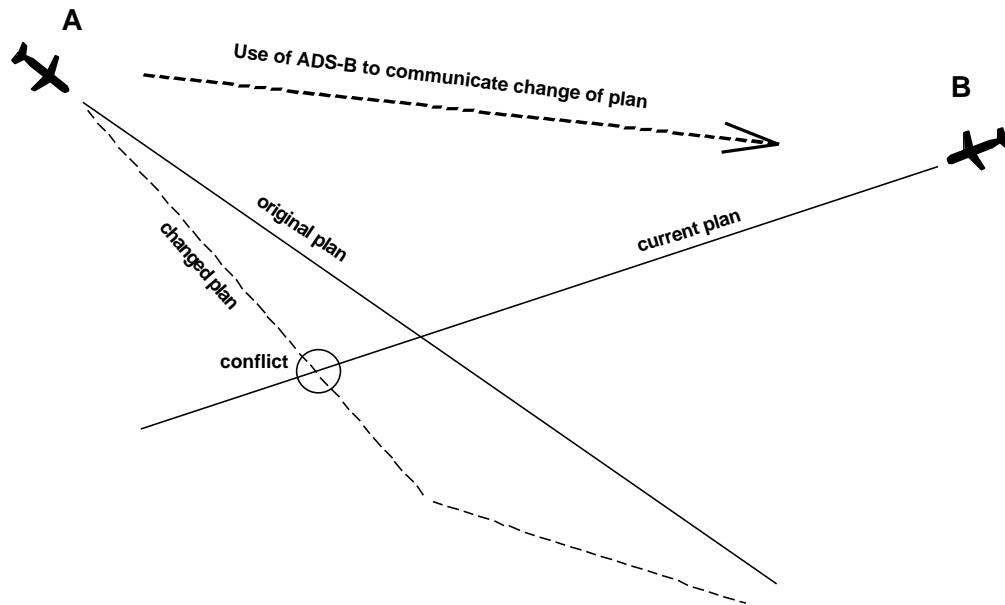 A
Use of ADS-B to communicate change of plan
B
original plan
current plan
changed plan
conflict